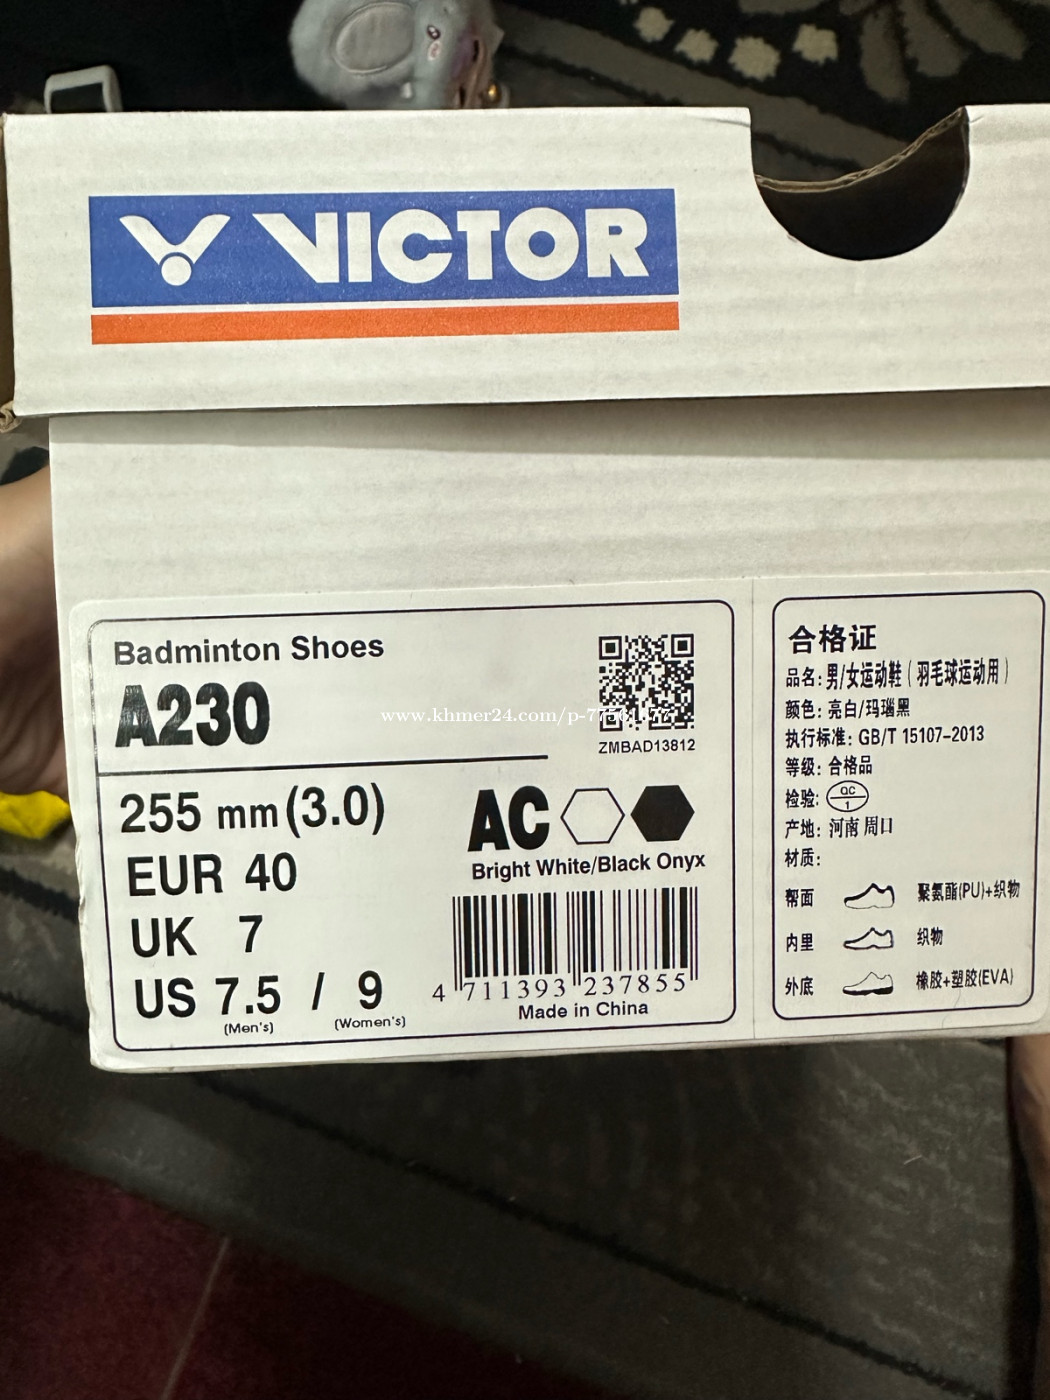 VICTOR
Badminton Shoes
A230
ZMBAD13812
255 mm (3.0)
EUR 40
UK 7
US 7.5 / 9
(Men's) (Women's)
AC
Bright White/Black Onyx
4 711393 237855
Made in China
合格证
品名: 男/女运动鞋 ( 羽毛球运动用 )
颜色: 亮白/玛瑙黑
执行标准: GB/T 15107-2013
等级: 合格品
检验: QC 1
产地: 河南 周口
材质:
帮面 聚氨酯(PU)+织物
内里 织物
外底 橡胶+塑胶(EVA)